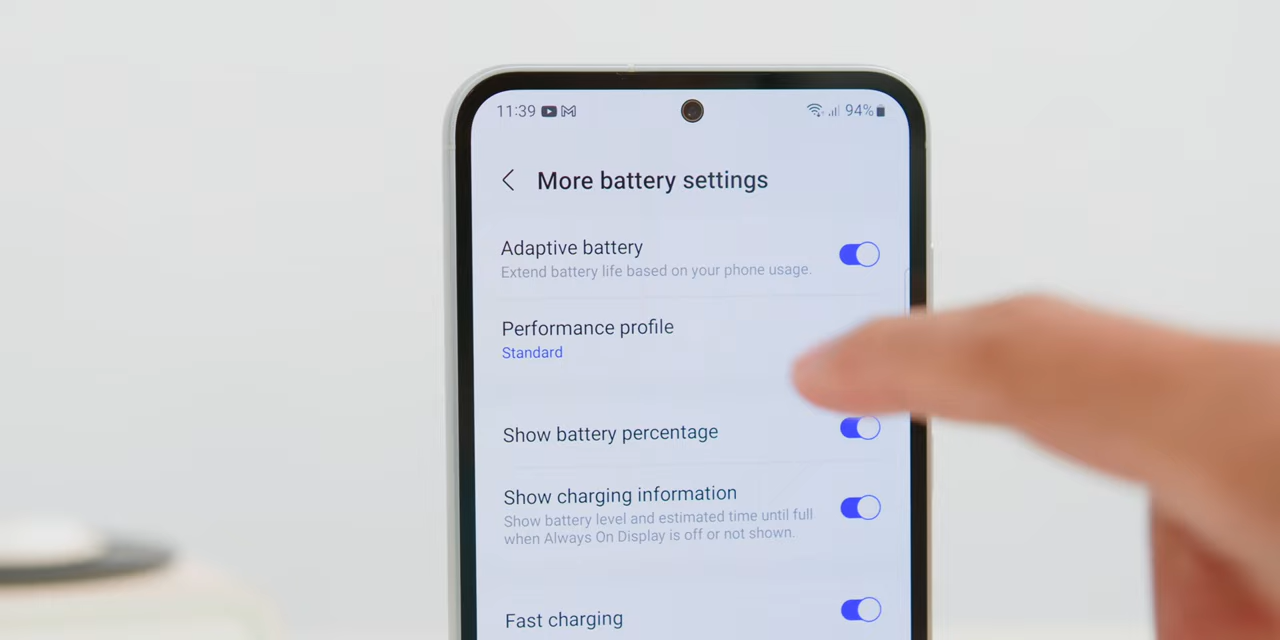 11:39 94%
More battery settings
Adaptive battery
Extend battery life based on your phone usage.
Performance profile
Standard
Show battery percentage
Show charging information
Show battery level and estimated time until full
when Always On Display is off or not shown.
Fast charging